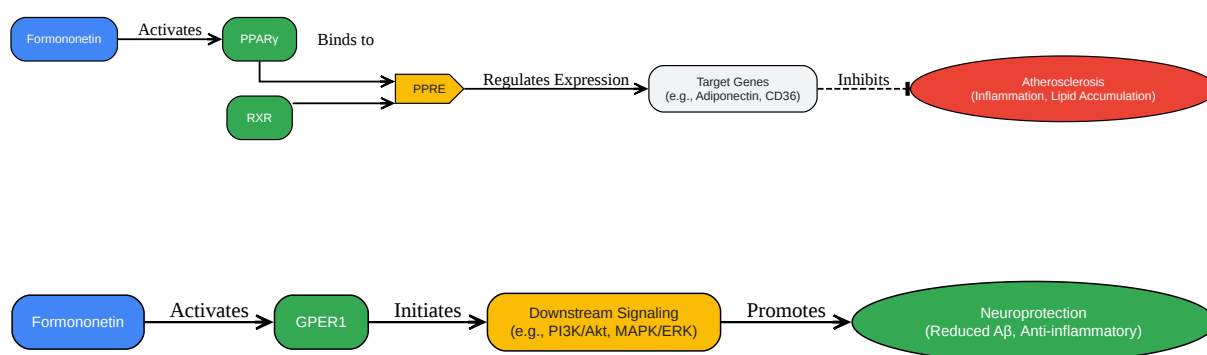 Formononetin
Activates
PPARγ
Binds to
RXR
PPRE
Regulates Expression
Target Genes
(e.g., Adiponectin, CD36)
Inhibits
Atherosclerosis
(Inflammation, Lipid Accumulation)
Formononetin
Activates
GPER1
Initiates
Downstream Signaling
(e.g., PI3K/Akt, MAPK/ERK)
Promotes
Neuroprotection
(Reduced Aβ, Anti-inflammatory)